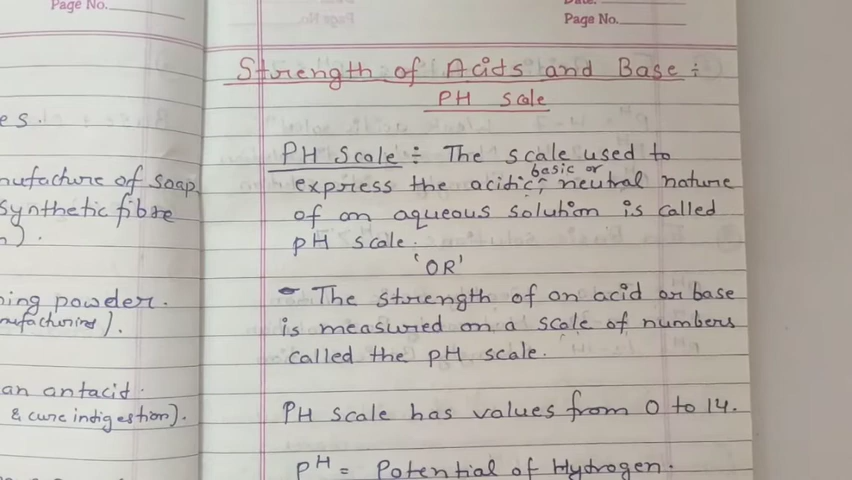 Page No.
Date.
Page No.
es.
nufacture of soap,
synthetic fibre
n).
ing powder.
nufacturing).
an antacid.
& cure indigestion).
Strength of Acids and Base ÷
PH Scale
PH Scale ÷ The scale used to
basic or
express the acidic, neutral nature
of an aqueous solution is called
pH scale.
'OR'
- The strength of an acid or base
is measured on a scale of numbers
called the pH scale.
PH scale has values from 0 to 14.
pH = Potential of Hydrogen.